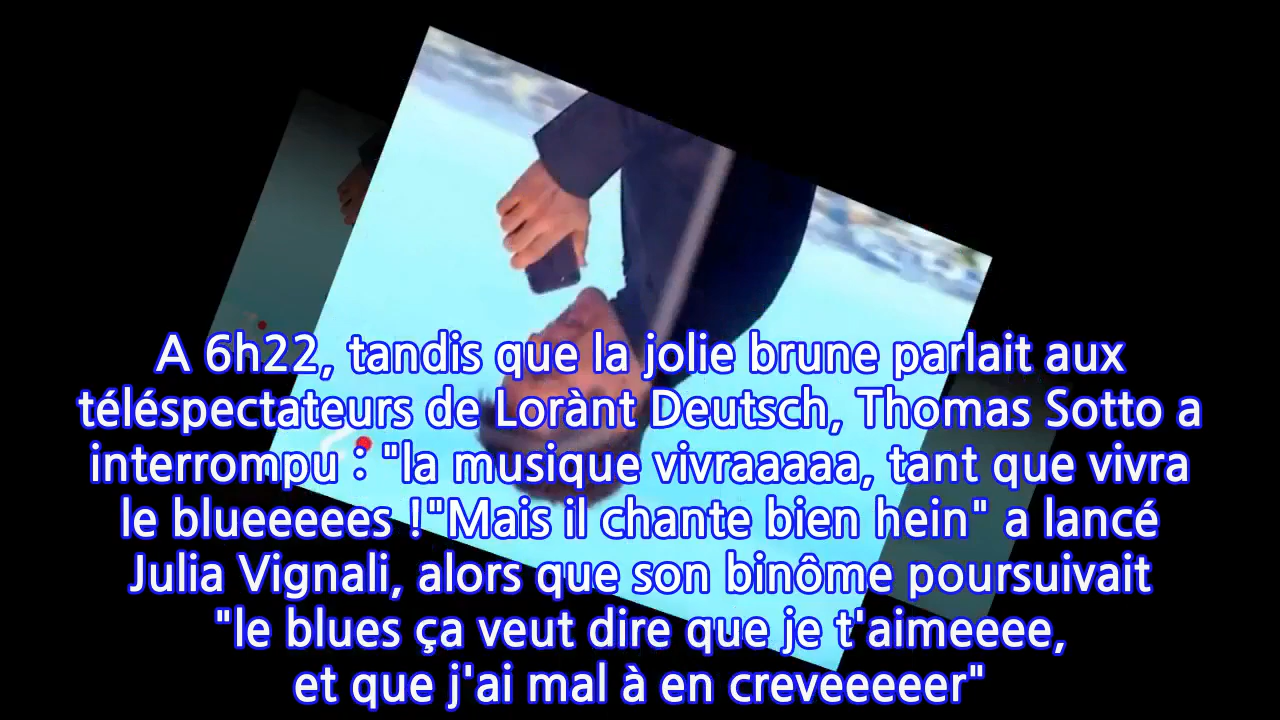 A 6h22, tandis que la jolie brune parlait aux
téléspectateurs de Lorànt Deutsch, Thomas Sotto a
interrompu : "la musique vivraaaaa, tant que vivra
le blueeeees !"Mais il chante bien hein" a lancé
Julia Vignali, alors que son binôme poursuivait
"le blues ça veut dire que je t'aimeeee,
et que j'ai mal à en creveeeeer"